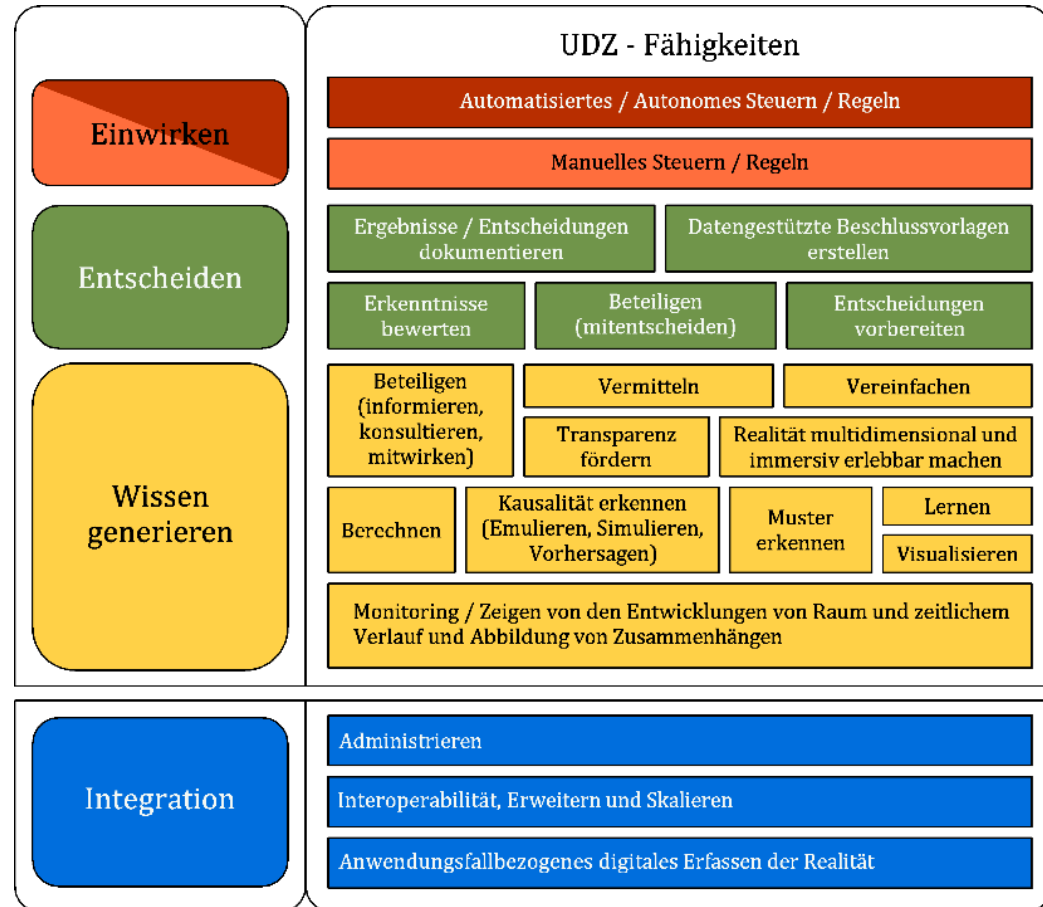 UDZ - Fähigkeiten
Einwirken
Automatisiertes / Autonomes Steuern / Regeln
Manuelles Steuern / Regeln
Entscheiden
Ergebnisse / Entscheidungen
dokumentieren
Datengestützte Beschlussvorlagen
erstellen
Erkenntnisse
bewerten
Beteiligen
(mitentscheiden)
Entscheidungen
vorbereiten
Wissen
generieren
Beteiligen
(informieren,
konsultieren,
mitwirken)
Vermitteln
Vereinfachen
Transparenz
fördern
Realität multidimensional und
immersiv erlebbar machen
Berechnen
Kausalität erkennen
(Emulieren, Simulieren,
Vorhersagen)
Muster
erkennen
Lernen
Visualisieren
Monitoring / Zeigen von den Entwicklungen von Raum und zeitlichem
Verlauf und Abbildung von Zusammenhängen
Integration
Administrieren
Interoperabilität, Erweitern und Skalieren
Anwendungsfallbezogenes digitales Erfassen der Realität